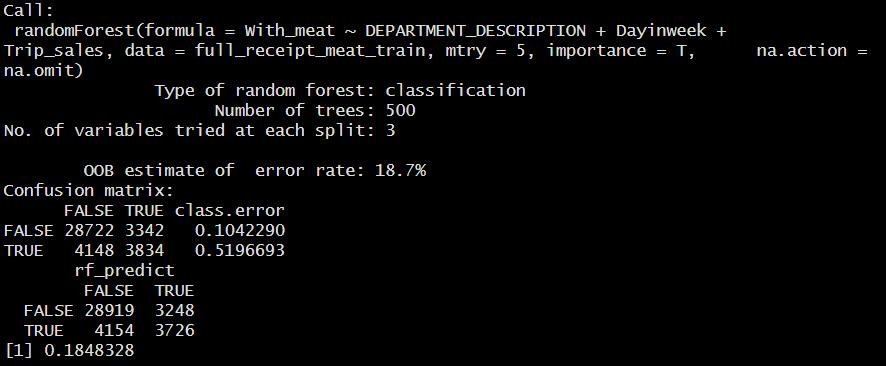 Call:
 randomForest(formula = With_meat ~ DEPARTMENT_DESCRIPTION + Dayinweek +
Trip_sales, data = full_receipt_meat_train, mtry = 5, importance = T,      na.action =
na.omit)
               Type of random forest: classification
                     Number of trees: 500
No. of variables tried at each split: 3

        OOB estimate of  error rate: 18.7%
Confusion matrix:
      FALSE TRUE class.error
FALSE 28722 3342   0.1042290
TRUE   4148 3834   0.5196693
       rf_predict
        FALSE  TRUE
  FALSE 28919  3248
  TRUE   4154  3726
[1] 0.1848328